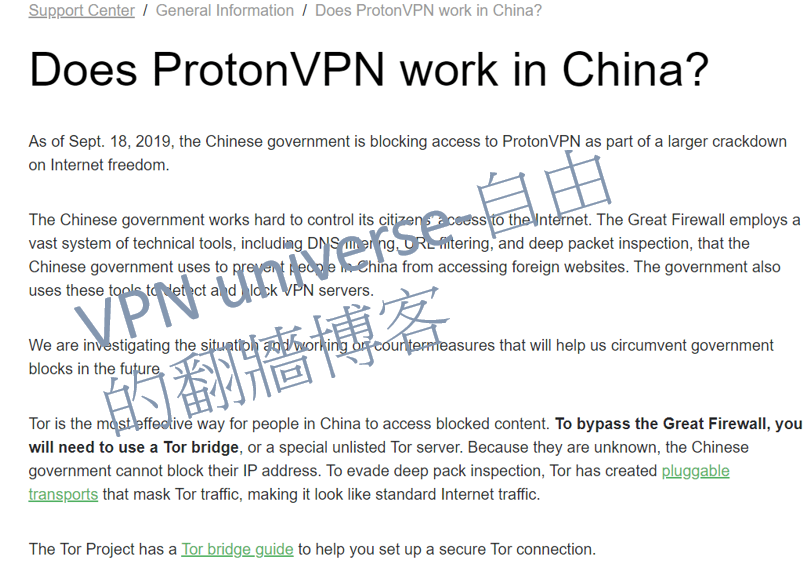 Support Center / General Information / Does ProtonVPN work in China?
Does ProtonVPN work in China?
As of Sept. 18, 2019, the Chinese government is blocking access to ProtonVPN as part of a larger crackdown
on Internet freedom.
The Chinese government works hard to control its citizens' access to the Internet. The Great Firewall employs a
vast system of technical tools, including DNS filtering, URL filtering, and deep packet inspection, that the
Chinese government uses to prevent people in China from accessing foreign websites. The government also
uses these tools to detect and block VPN servers.
We are investigating the situation and working on countermeasures that will help us circumvent government
blocks in the future.
Tor is the most effective way for people in China to access blocked content. To bypass the Great Firewall, you
will need to use a Tor bridge, or a special unlisted Tor server. Because they are unknown, the Chinese
government cannot block their IP address. To evade deep pack inspection, Tor has created pluggable
transports that mask Tor traffic, making it look like standard Internet traffic.
The Tor Project has a Tor bridge guide to help you set up a secure Tor connection.
VPN universe-自由
的翻牆博客